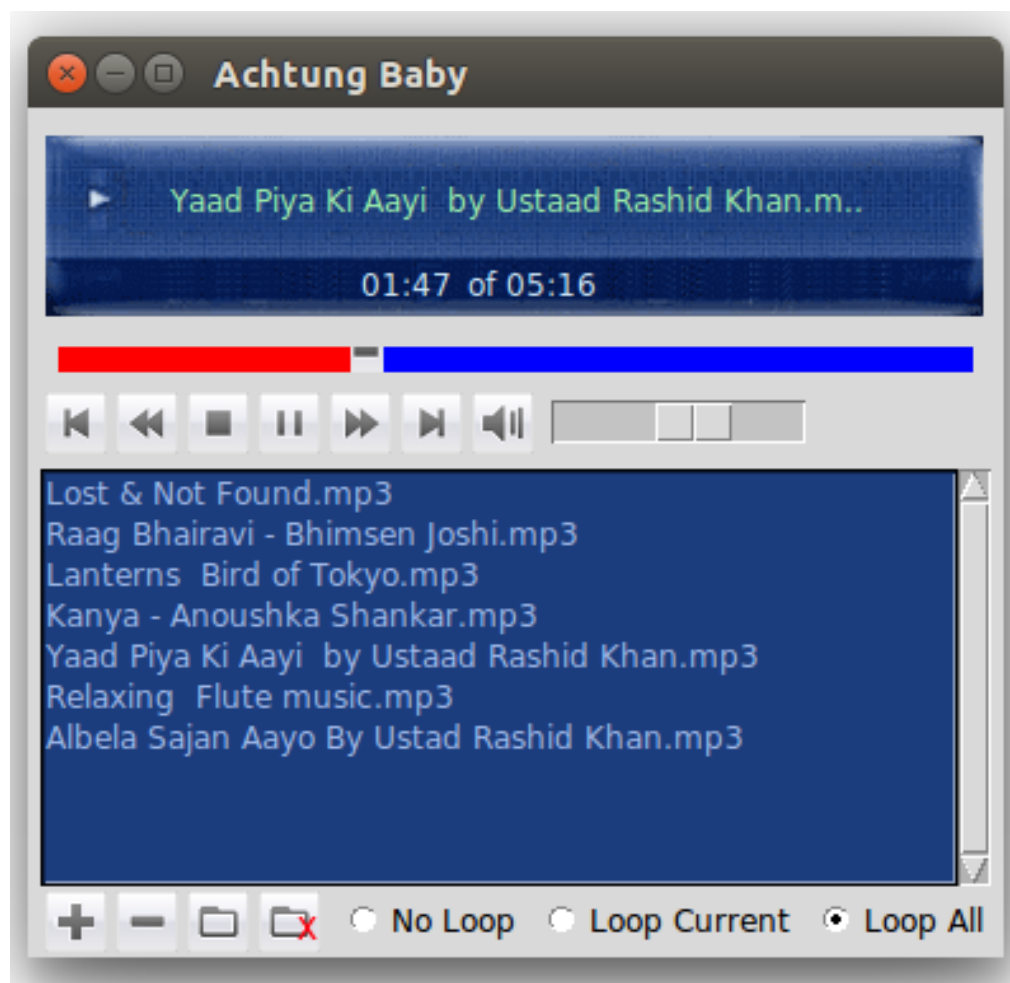 Achtung Baby
Yaad Piya Ki Aayi  by Ustaad Rashid Khan.m..
01:47 of 05:16
Lost & Not Found.mp3
Raag Bhairavi - Bhimsen Joshi.mp3
Lanterns  Bird of Tokyo.mp3
Kanya - Anoushka Shankar.mp3
Yaad Piya Ki Aayi  by Ustaad Rashid Khan.mp3
Relaxing  Flute music.mp3
Albela Sajan Aayo By Ustad Rashid Khan.mp3
No Loop Loop Current Loop All